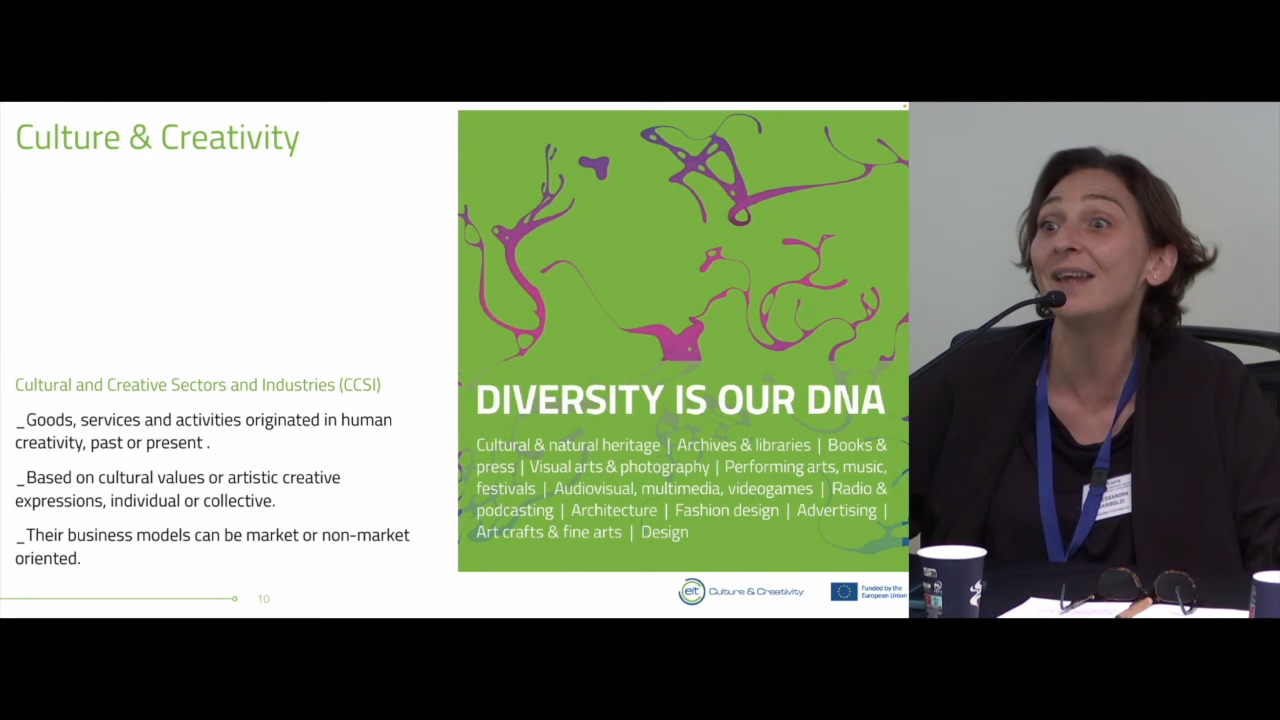 Culture & Creativity
Cultural and Creative Sectors and Industries (CCSI)
_Goods, services and activities originated in human
creativity, past or present .
_Based on cultural values or artistic creative
expressions, individual or collective.
_Their business models can be market or non-market
oriented.
10
DIVERSITY IS OUR DNA
Cultural & natural heritage | Archives & libraries | Books &
press | Visual arts & photography | Performing arts, music,
festivals | Audiovisual, multimedia, videogames | Radio &
podcasting | Architecture | Fashion design | Advertising |
Art crafts & fine arts | Design
eit Culture & Creativity
Funded by the
European Union